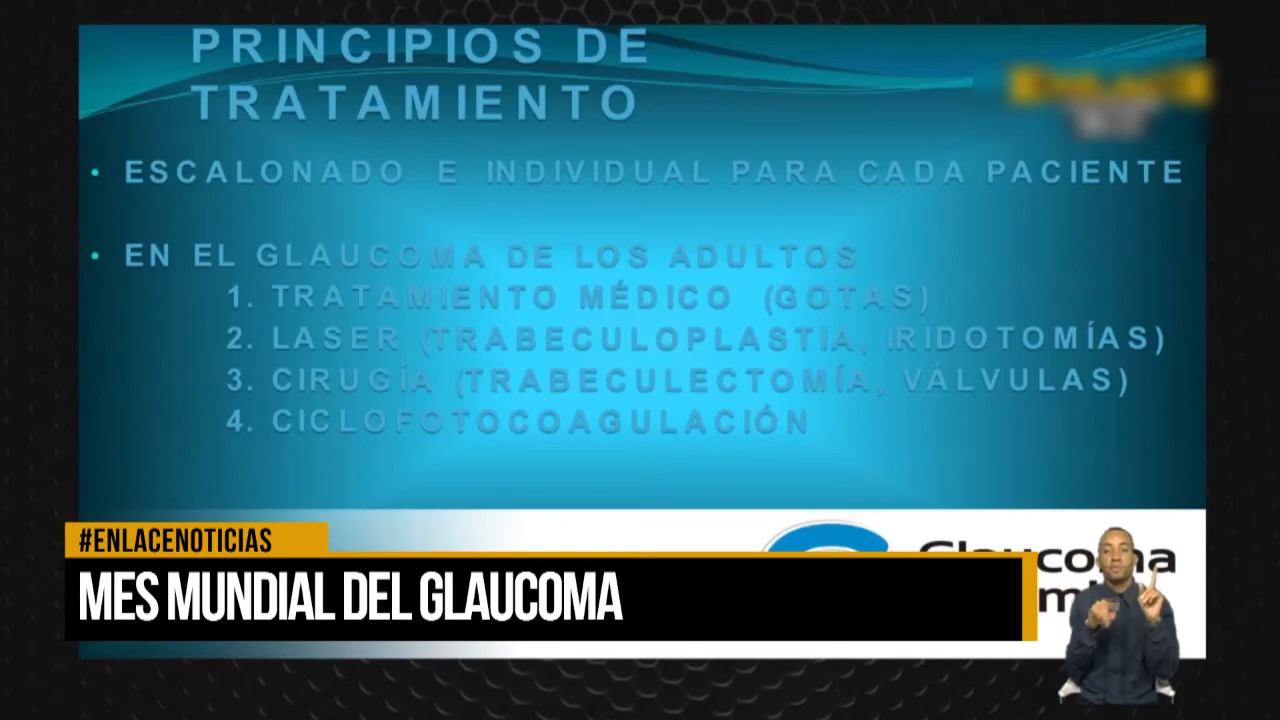 PRINCIPIOS DE
TRATAMIENTO
• ESCALONADO E INDIVIDUAL PARA CADA PACIENTE
• EN EL GLAUCOMA DE LOS ADULTOS
1. TRATAMIENTO MÉDICO (GOTAS)
2. LASER (TRABECULOPLASTIA, IRIDOTOMÍAS)
3. CIRUGÍA (TRABECULECTOMÍA, VÁLVULAS)
4. CICLOFOTOCOAGULACIÓN
#ENLACENOTICIAS
MES MUNDIAL DEL GLAUCOMA